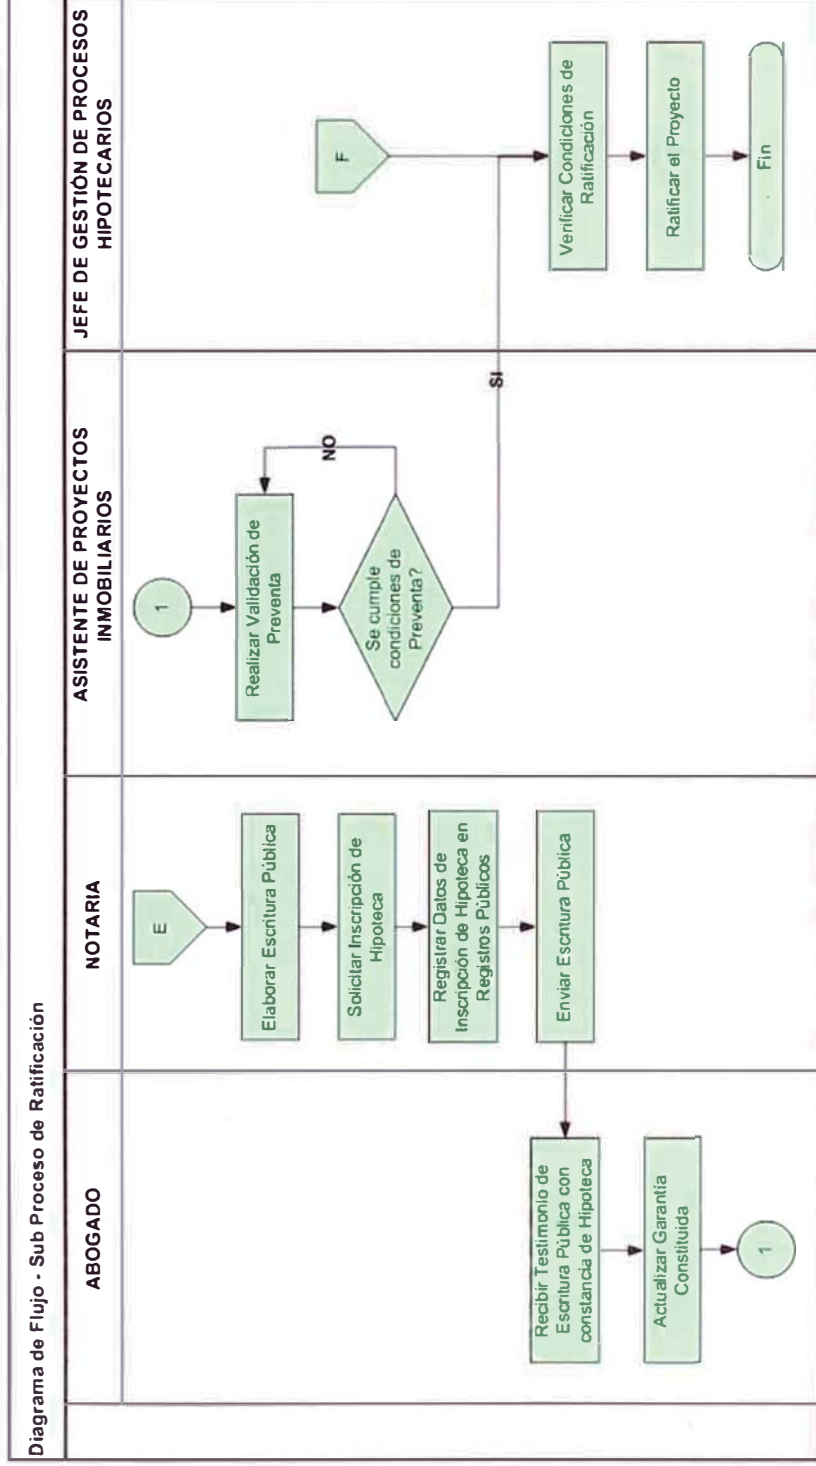 Diagrama de Flujo - Sub Proceso de Ratificación
ABOGADO
NOTARIA
ASISTENTE DE PROYECTOS
INMOBILIARIOS
JEFE DE GESTIÓN DE PROCESOS
HIPOTECARIOS
Recibir Testimonio de
Escritura Pública con
constancia de Hipoteca
Actualizar Garantía
Constituida
1
E
Elaborar Escritura Pública
Solicitar Inscripción de
Hipoteca
Registrar Datos de
Inscripción de Hipoteca en
Registros Públicos
Enviar Escritura Pública
1
Realizar Validación de
Preventa
NO
Se cumple
condiciones de
Preventa?
SI
F
Verificar Condiciones de
Ratificación
Ratificar el Proyecto
Fin